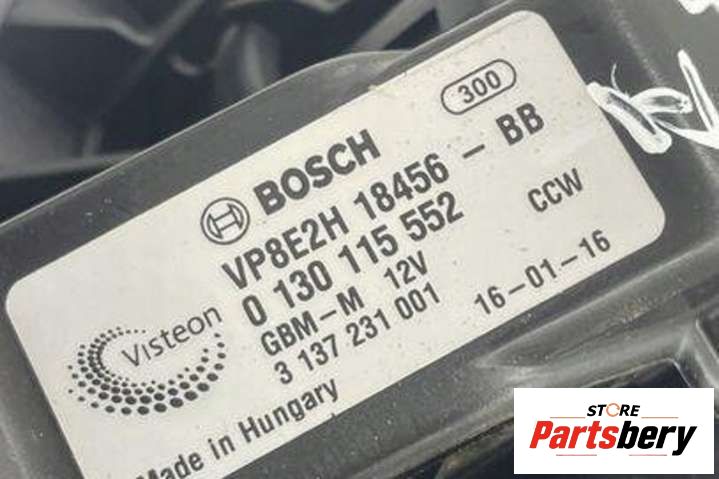 300
BOSCH
VP8E2H 18456 - BB
0 130 115 552
CCW
GBM-M 12V
3 137 231 001
16-01-16
Visteon
Made in Hungary
STORE
Partsbery